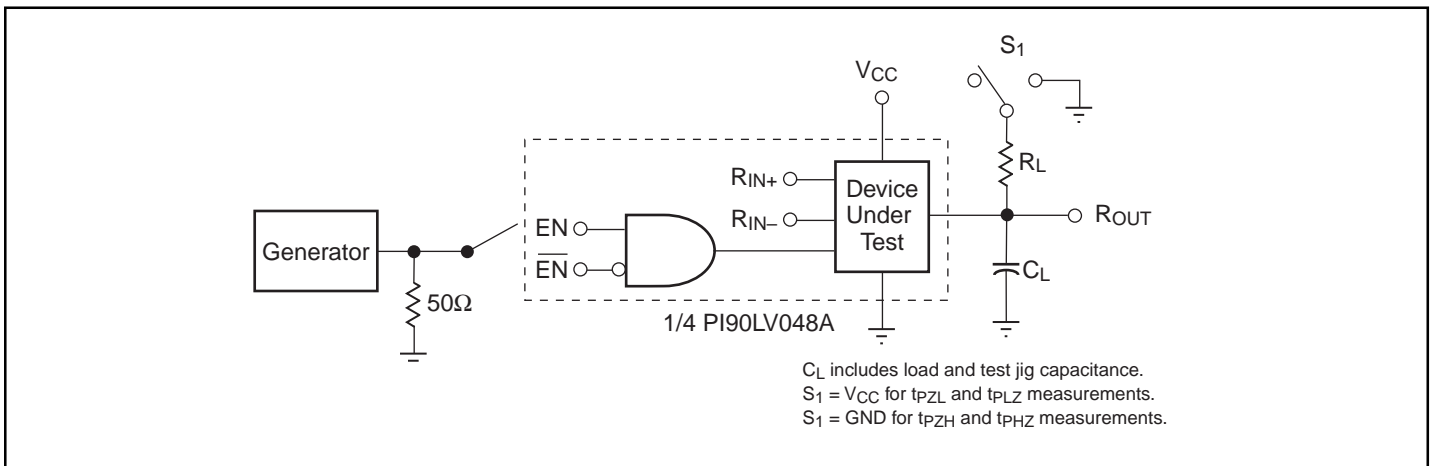 S1
VCC
RIN+
RIN–
Device
Under
Test
RL
ROUT
Generator
EN
E̅N̅
50Ω
CL
1/4 PI90LV048A
CL includes load and test jig capacitance.
S1 = VCC for tPZL and tPLZ measurements.
S1 = GND for tPZH and tPHZ measurements.